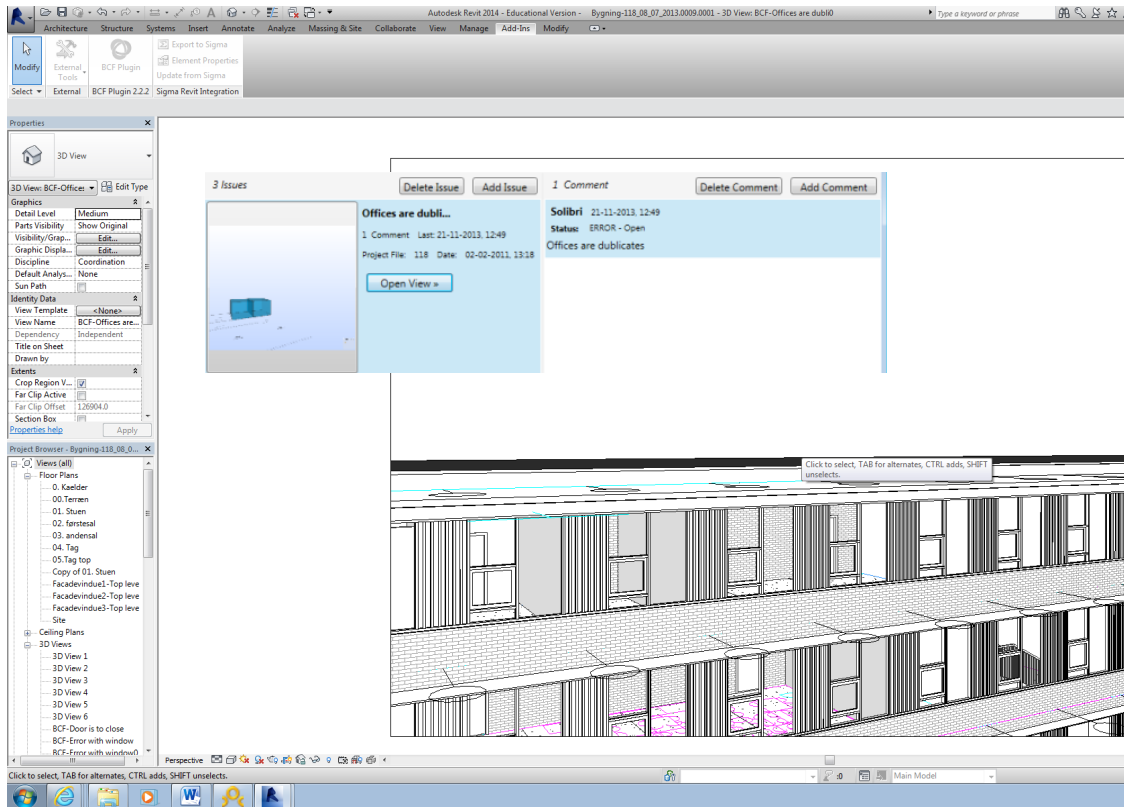 Autodesk Revit 2014 - Educational Version - Bygning-118_08_07_2013.0009.0001 - 3D View: BCF-Offices are dubli0
Type a keyword or phrase
Architecture Structure Systems Insert Annotate Analyze Massing & Site Collaborate View Manage Add-Ins Modify
Modify
External
Tools
BCF Plugin
Export to Sigma
Element Properties
Update from Sigma
Select External BCF Plugin 2.2.2 Sigma Revit Integration
Properties
3D View
3D View: BCF-Office: Edit Type
Graphics
Detail Level Medium
Parts Visibility Show Original
Visibility/Grap... Edit...
Graphic Displa... Edit...
Discipline Coordination
Default Analys... None
Sun Path
Identity Data
View Template <None>
View Name BCF-Offices are...
Dependency Independent
Title on Sheet
Drawn by
Extents
Crop Region V...
Far Clip Active
Far Clip Offset 126904.0
Section Box
Properties help Apply
3 Issues Delete Issue Add Issue
Offices are dubli...
1 Comment Last: 21-11-2013, 12:49
Project File: 118 Date: 02-02-2011, 13:18
Open View »
1 Comment Delete Comment Add Comment
Solibri 21-11-2013, 12:49
Status: ERROR - Open
Offices are dublicates
Project Browser - Bygning-118_08_0...
Views (all)
Floor Plans
0. Kaelder
00.Terræn
01. Stuen
02. førstesal
03. andensal
04. Tag
05.Tag top
Copy of 01. Stuen
Facadevindue1-Top leve
Facadevindue2-Top leve
Facadevindue3-Top leve
Site
Ceiling Plans
3D Views
3D View 1
3D View 2
3D View 3
3D View 4
3D View 5
3D View 6
BCF-Door is to close
BCF-Error with window
BCF-Error with window0
Click to select, TAB for alternates, CTRL adds, SHIFT
unselects.
Perspective
Click to select, TAB for alternates, CTRL adds, SHIFT unselects.
:0 Main Model